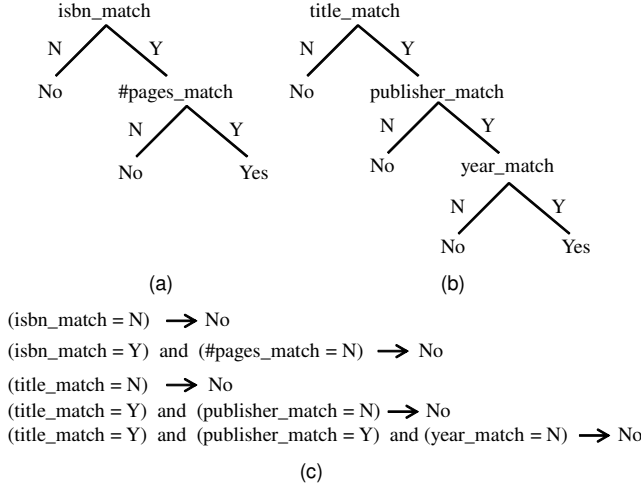 isbn_match title_match
N Y N Y
No #pages_match No publisher_match
N Y N Y
No Yes No year_match
N Y
No Yes
(a) (b)
(isbn_match = N) → No
(isbn_match = Y) and (#pages_match = N) → No
(title_match = N) → No
(title_match = Y) and (publisher_match = N) → No
(title_match = Y) and (publisher_match = Y) and (year_match = N) → No
(c)